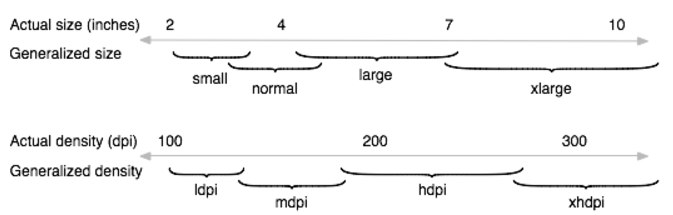 Actual size (inches) 2 4 7 10
Generalized size
small
normal
large
xlarge
Actual density (dpi) 100 200 300
Generalized density
ldpi
mdpi
hdpi
xhdpi